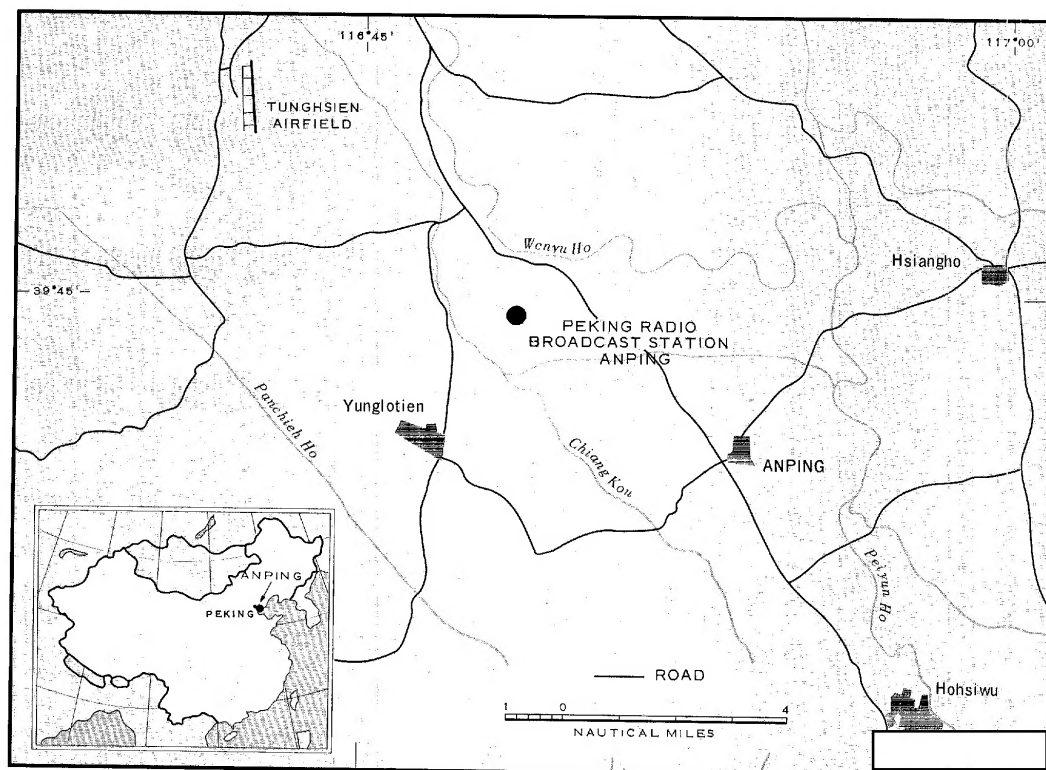 116°45'
117°00'
TUNGHSIEN
AIRFIELD
Wenyu Ho
Hsiangho
39°45'
PEKING RADIO
BROADCAST STATION
ANPING
Panchieh Ho
Yunglotien
Chiang Kou
ANPING
Peiyun Ho
ANPING
PEKING
ROAD
Hohsiwu
1 0 4
NAUTICAL MILES